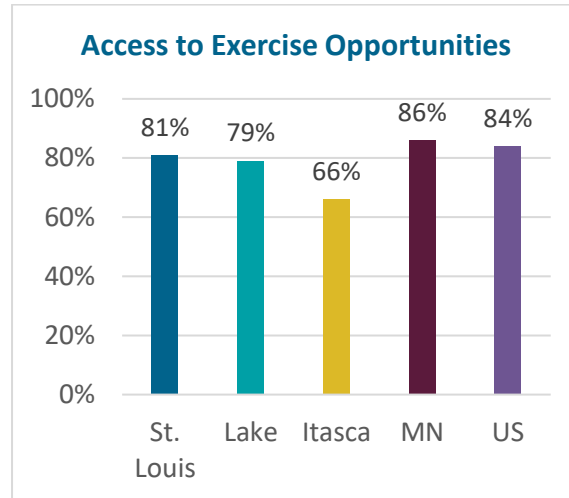 Access to Exercise Opportunities
100%
80%
60%
40%
20%
0%
81%
79%
66%
86%
84%
St. Louis
Lake
Itasca
MN
US